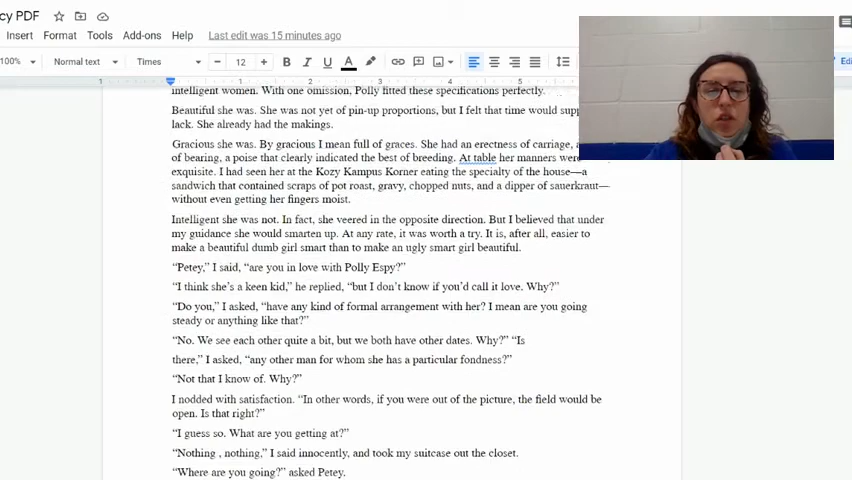 cy PDF
Insert Format Tools Add-ons Help Last edit was 15 minutes ago
100% Normal text Times 12 B I U A Edi
1 1 2 3 4 5
intelligent women. With one omission, Polly fitted these specifications perfectly.
Beautiful she was. She was not yet of pin-up proportions, but I felt that time would supp
lack. She already had the makings.
Gracious she was. By gracious I mean full of graces. She had an erectness of carriage,
of bearing, a poise that clearly indicated the best of breeding. At table her manners were
exquisite. I had seen her at the Kozy Kampus Korner eating the specialty of the house—a
sandwich that contained scraps of pot roast, gravy, chopped nuts, and a dipper of sauerkraut—
without even getting her fingers moist.
Intelligent she was not. In fact, she veered in the opposite direction. But I believed that under
my guidance she would smarten up. At any rate, it was worth a try. It is, after all, easier to
make a beautiful dumb girl smart than to make an ugly smart girl beautiful.
“Petey,” I said, “are you in love with Polly Espy?”
“I think she’s a keen kid,” he replied, “but I don’t know if you’d call it love. Why?”
“Do you,” I asked, “have any kind of formal arrangement with her? I mean are you going
steady or anything like that?”
“No. We see each other quite a bit, but we both have other dates. Why?” “Is
there,” I asked, “any other man for whom she has a particular fondness?”
“Not that I know of. Why?”
I nodded with satisfaction. “In other words, if you were out of the picture, the field would be
open. Is that right?”
“I guess so. What are you getting at?”
“Nothing , nothing,” I said innocently, and took my suitcase out the closet.
“Where are you going?” asked Petey.